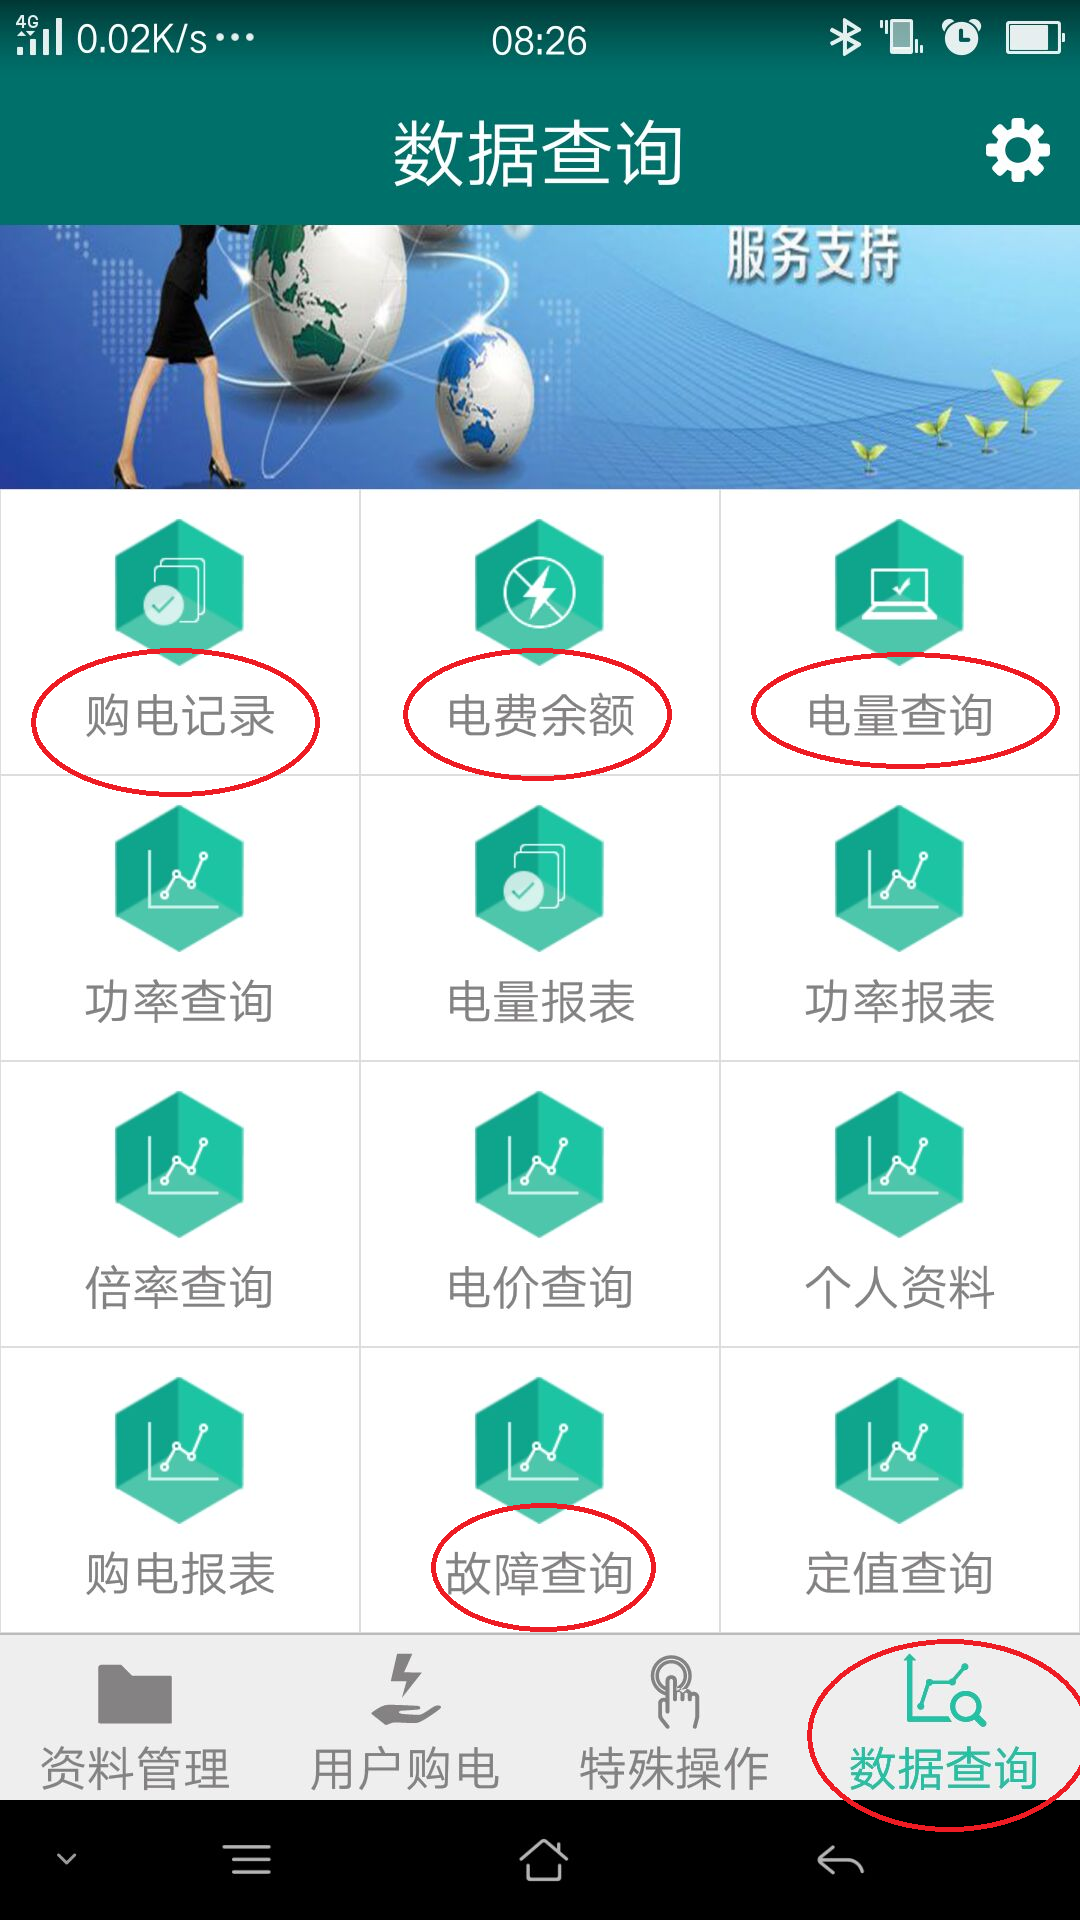 4G 0.02K/s... 08:26
数据查询
服务支持
购电记录 电费余额 电量查询
功率查询 电量报表 功率报表
倍率查询 电价查询 个人资料
购电报表 故障查询 定值查询
资料管理 用户购电 特殊操作 数据查询